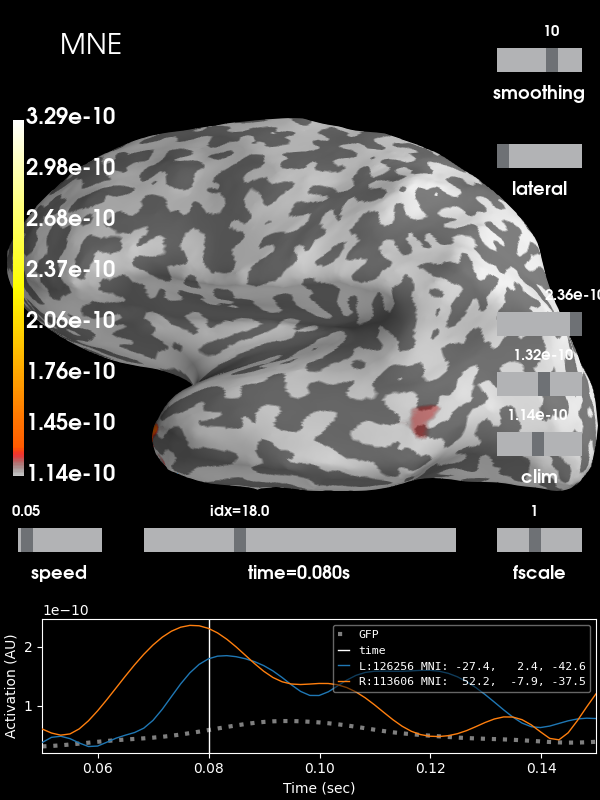 MNE
10
smoothing
lateral
3.29e-10
2.98e-10
2.68e-10
2.37e-10
2.06e-10
1.76e-10
1.45e-10
1.14e-10
2.36e-10
1.32e-10
1.14e-10
clim
0.05
idx=18.0
1
speed
time=0.080s
fscale
1e−10
Activation (AU)
2
1
GFP
time
L:126256 MNI: -27.4, 2.4, -42.6
R:113606 MNI: 52.2, -7.9, -37.5
0.06 0.08 0.10 0.12 0.14
Time (sec)